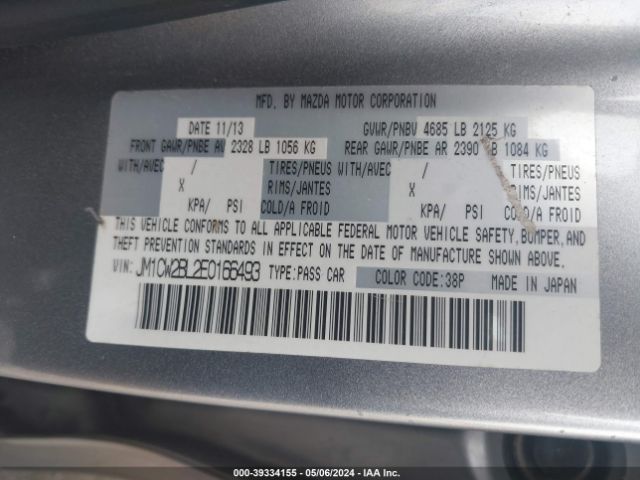 MFD. BY MAZDA MOTOR CORPORATION
DATE 11/13 GVWR/PNBV 4685 LB 2125 KG
FRONT GAWR/PNBE AV 2328 LB 1056 KG REAR GAWR/PNBE AR 2390 LB 1084 KG
WITH/AVEC / TIRES/PNEUS WITH/AVEC / TIRES/PNEUS
X RIMS/JANTES X RIMS/JANTES
KPA/ PSI COLD/A FROID KPA/ PSI COLD/A FROID
THIS VEHICLE CONFORMS TO ALL APPLICABLE FEDERAL MOTOR VEHICLE SAFETY, BUMPER, AND
THEFT PREVENTION STANDARDS IN EFFECT ON THE DATE OF MANUFACTURE SHOWN ABOVE.
VIN: JM1CW2BL2E0166493 TYPE:PASS CAR COLOR CODE:38P MADE IN JAPAN
000-39334155 - 05/06/2024 - IAA Inc.